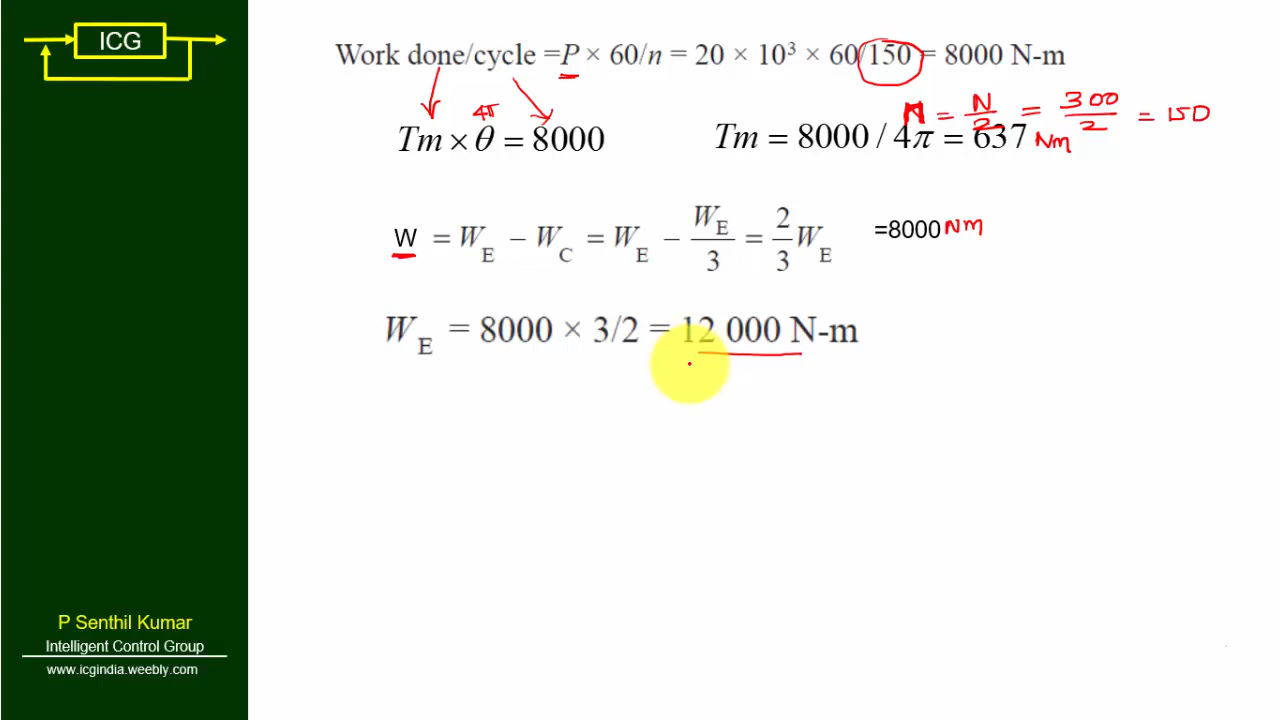 ICG
Work done/cycle =P × 60/n = 20 × 10³ × 60/150 = 8000 N-m
4π
n = N/2 = 300/2 = 150
Tm × θ = 8000
Tm = 8000 / 4π = 637 Nm
W = W_E − W_C = W_E − W_E/3 = 2/3 W_E =8000 Nm
W_E = 8000 × 3/2 = 12 000 N-m
P Senthil Kumar
Intelligent Control Group
www.icgindia.weebly.com